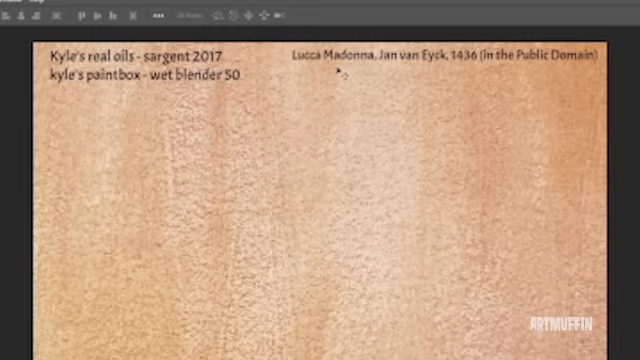 Kyle's real oils - sargent 2017
kyle's paintbox - wet blender 50
Lucca Madonna, Jan van Eyck, 1436 (in the Public Domain)
ARTMUFFIN